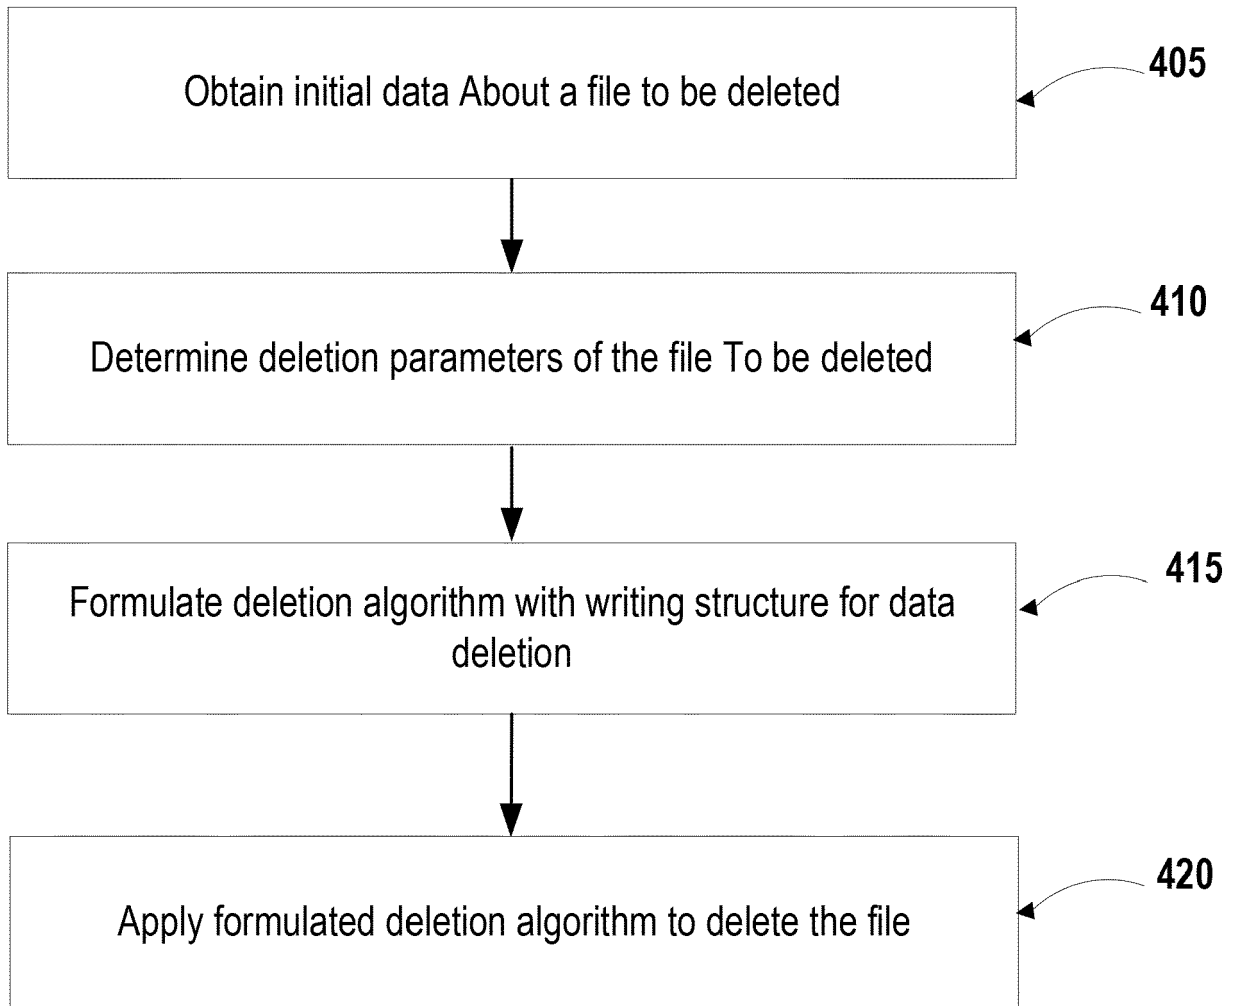 Obtain initial data About a file to be deleted
405
Determine deletion parameters of the file To be deleted
410
Formulate deletion algorithm with writing structure for data
deletion
415
Apply formulated deletion algorithm to delete the file
420